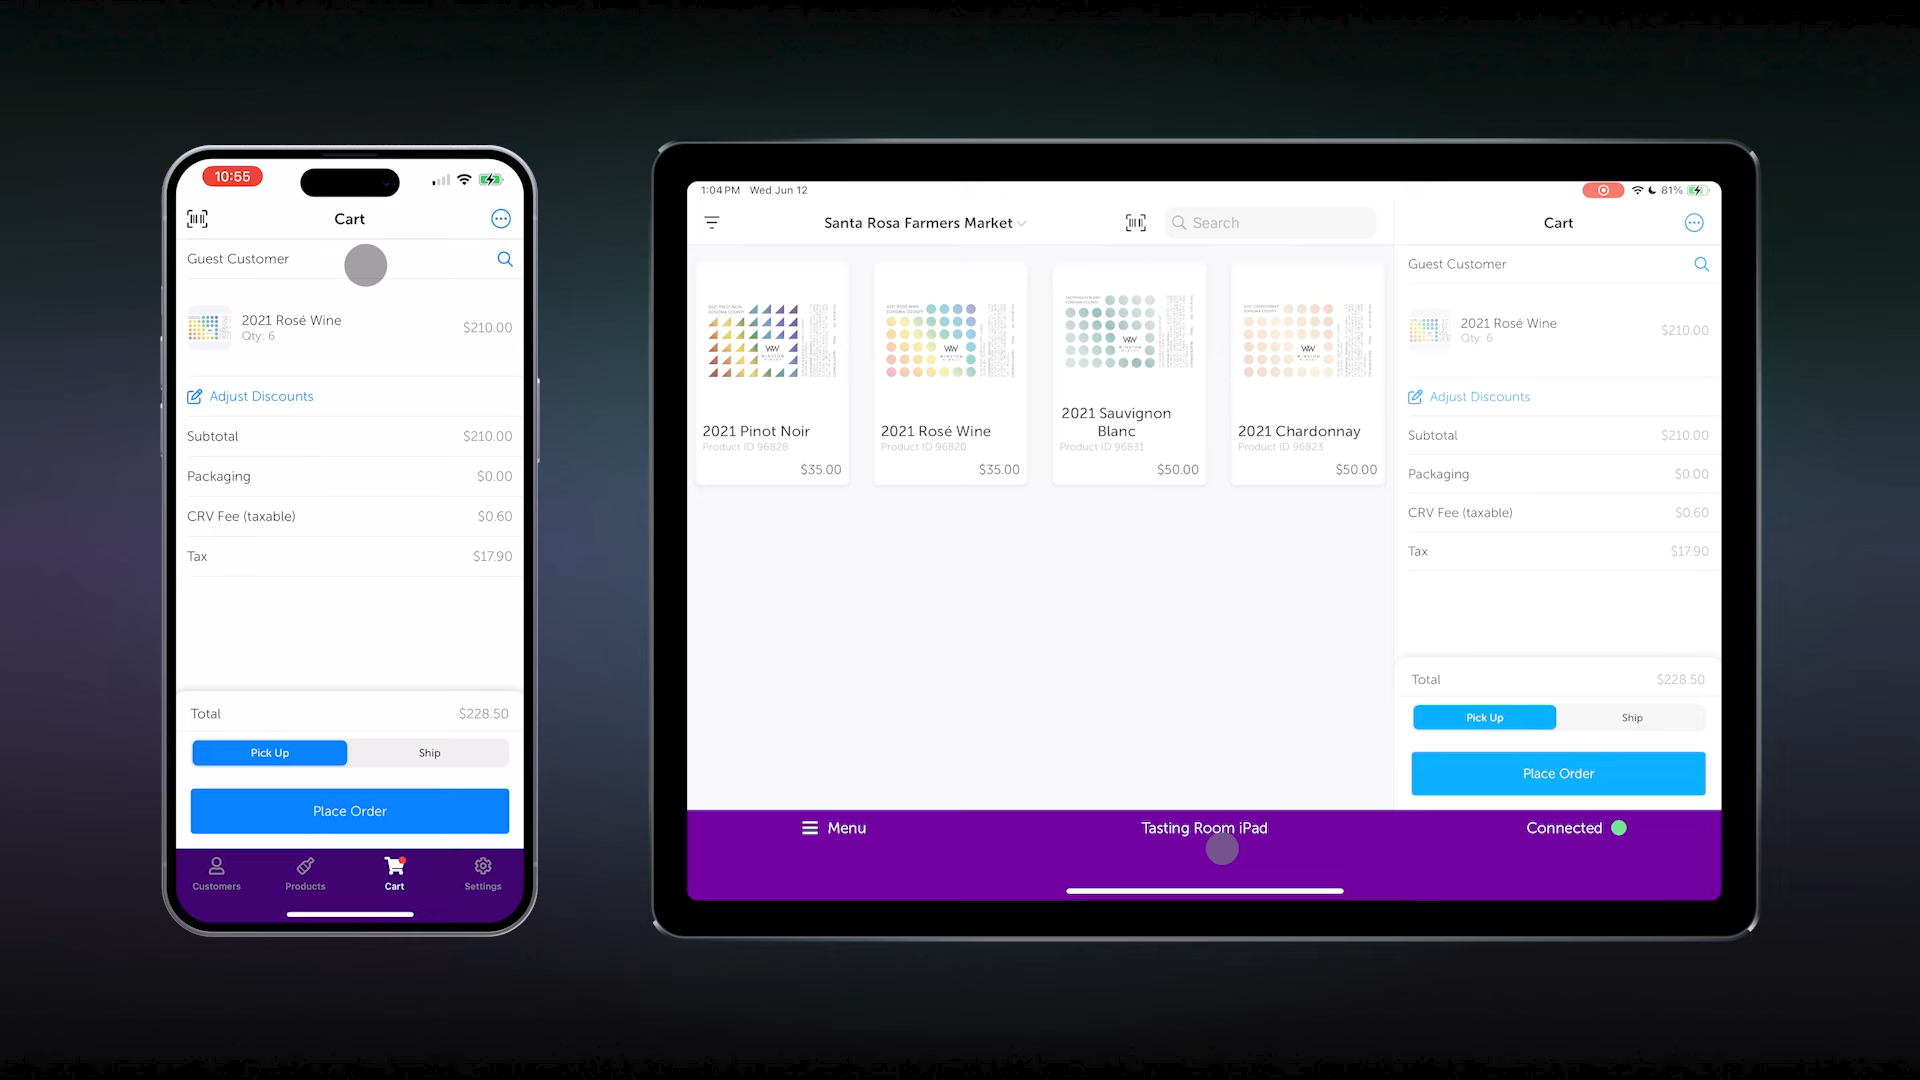 10:55
Cart
Guest Customer
2021 Rosé Wine
Qty: 6
$210.00
Adjust Discounts
Subtotal $210.00
Packaging $0.00
CRV Fee (taxable) $0.60
Tax $17.90
Total $228.50
Pick Up Ship
Place Order
Customers Products Cart Settings
1:04 PM Wed Jun 12
81%
Santa Rosa Farmers Market
Search
2021 Pinot Noir
Product ID 96828
$35.00
2021 Rosé Wine
Product ID 96820
$35.00
2021 Sauvignon
Blanc
Product ID 96831
$50.00
2021 Chardonnay
Product ID 96823
$50.00
Cart
Guest Customer
2021 Rosé Wine
Qty: 6
$210.00
Adjust Discounts
Subtotal $210.00
Packaging $0.00
CRV Fee (taxable) $0.60
Tax $17.90
Total $228.50
Pick Up Ship
Place Order
Menu
Tasting Room iPad
Connected